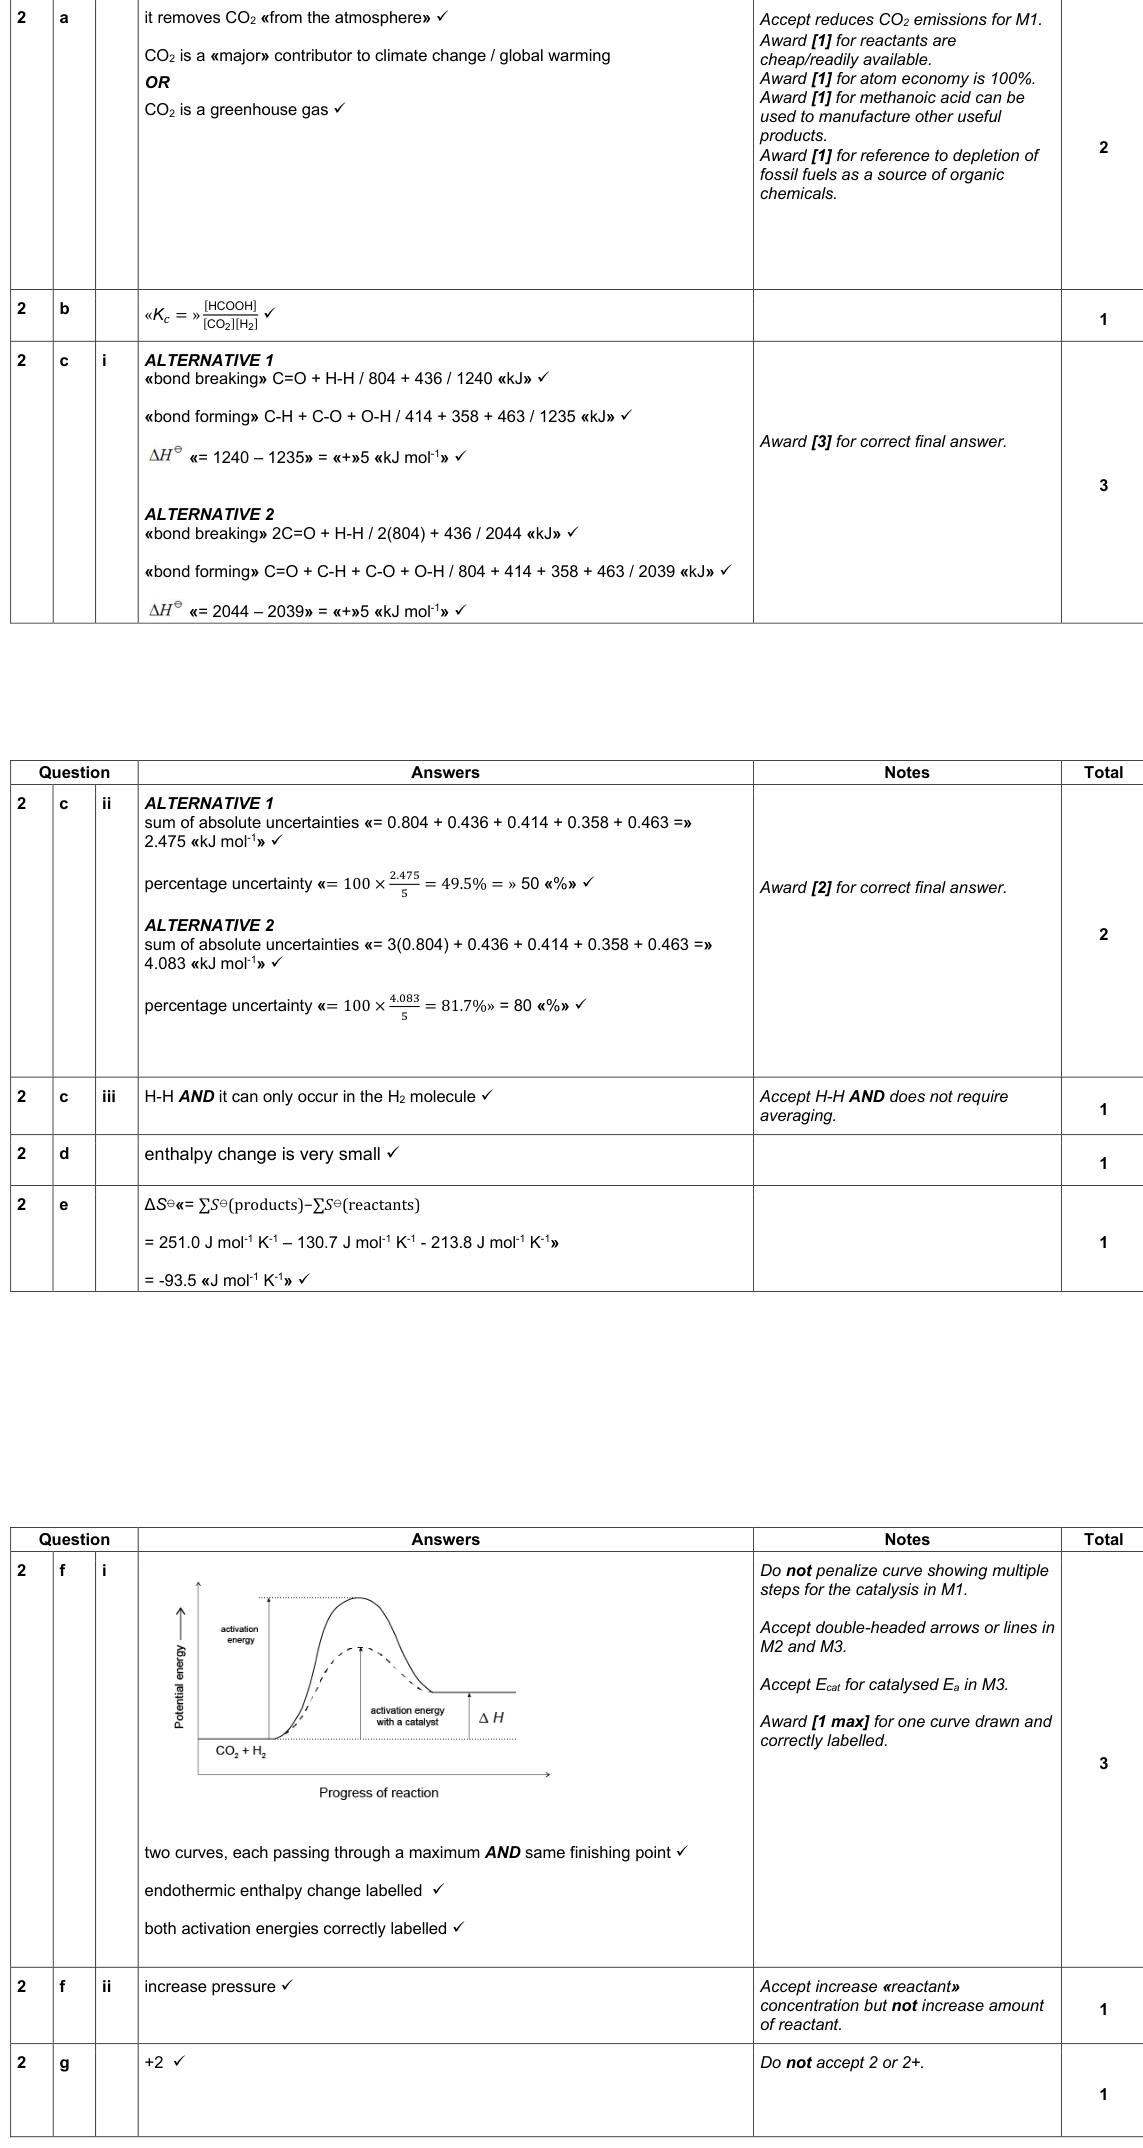 2 a it removes CO₂ «from the atmosphere» ✓
CO₂ is a «major» contributor to climate change / global warming
OR
CO₂ is a greenhouse gas ✓
Accept reduces CO₂ emissions for M1.
Award [1] for reactants are
cheap/readily available.
Award [1] for atom economy is 100%.
Award [1] for methanoic acid can be
used to manufacture other useful
products.
Award [1] for reference to depletion of
fossil fuels as a source of organic
chemicals.
2
2 b «K_c = » [HCOOH]/[CO₂][H₂] ✓
1
2 c i ALTERNATIVE 1
«bond breaking» C=O + H-H / 804 + 436 / 1240 «kJ» ✓
«bond forming» C-H + C-O + O-H / 414 + 358 + 463 / 1235 «kJ» ✓
ΔH⊖ «= 1240 – 1235» = «+»5 «kJ mol⁻¹» ✓
ALTERNATIVE 2
«bond breaking» 2C=O + H-H / 2(804) + 436 / 2044 «kJ» ✓
«bond forming» C=O + C-H + C-O + O-H / 804 + 414 + 358 + 463 / 2039 «kJ» ✓
ΔH⊖ «= 2044 – 2039» = «+»5 «kJ mol⁻¹» ✓
Award [3] for correct final answer.
3
Question Answers Notes Total
2 c ii ALTERNATIVE 1
sum of absolute uncertainties «= 0.804 + 0.436 + 0.414 + 0.358 + 0.463 =»
2.475 «kJ mol⁻¹» ✓
percentage uncertainty «= 100 × 2.475/5 = 49.5% = » 50 «%» ✓
ALTERNATIVE 2
sum of absolute uncertainties «= 3(0.804) + 0.436 + 0.414 + 0.358 + 0.463 =»
4.083 «kJ mol⁻¹» ✓
percentage uncertainty «= 100 × 4.083/5 = 81.7%» = 80 «%» ✓
Award [2] for correct final answer.
2
2 c iii H-H AND it can only occur in the H₂ molecule ✓
Accept H-H AND does not require
averaging.
1
2 d enthalpy change is very small ✓
1
2 e ΔS⊖«= ∑S⊖(products)–∑S⊖(reactants)
= 251.0 J mol⁻¹ K⁻¹ – 130.7 J mol⁻¹ K⁻¹ - 213.8 J mol⁻¹ K⁻¹»
= -93.5 «J mol⁻¹ K⁻¹» ✓
1
Question Answers Notes Total
2 f i
Potential energy
activation
energy
activation energy
with a catalyst
Δ H
CO₂ + H₂
Progress of reaction
two curves, each passing through a maximum AND same finishing point ✓
endothermic enthalpy change labelled ✓
both activation energies correctly labelled ✓
Do not penalize curve showing multiple
steps for the catalysis in M1.
Accept double-headed arrows or lines in
M2 and M3.
Accept E_cat for catalysed E_a in M3.
Award [1 max] for one curve drawn and
correctly labelled.
3
2 f ii increase pressure ✓
Accept increase «reactant»
concentration but not increase amount
of reactant.
1
2 g +2 ✓
Do not accept 2 or 2+.
1